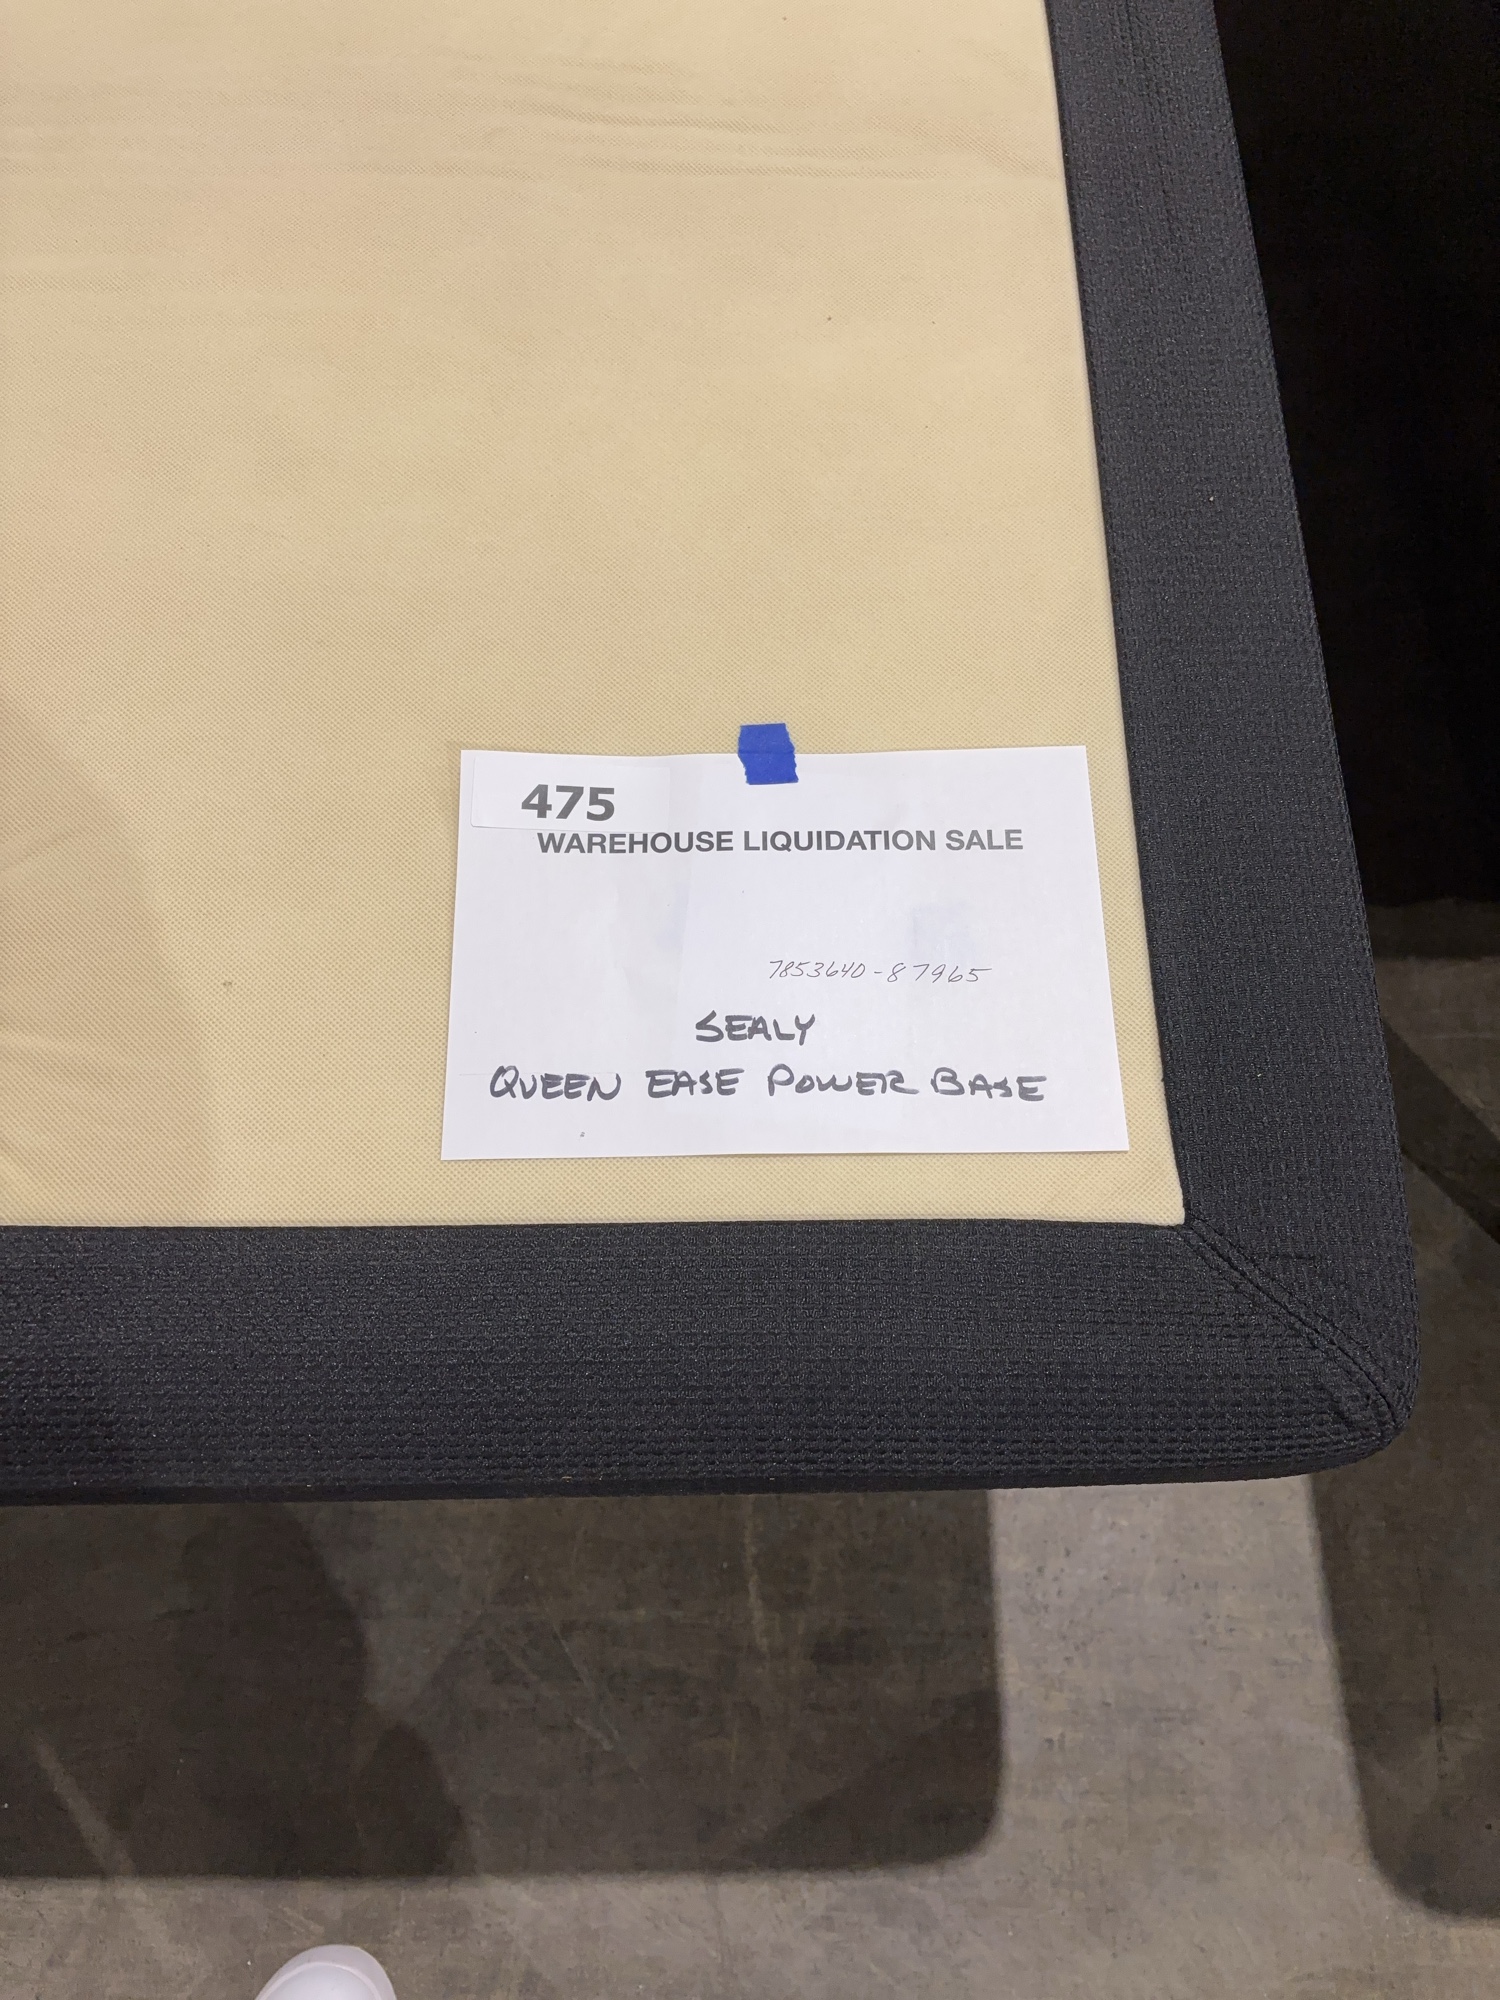 475
WAREHOUSE LIQUIDATION SALE
7853640-87965
SEALY
QUEEN EASE POWER BASE